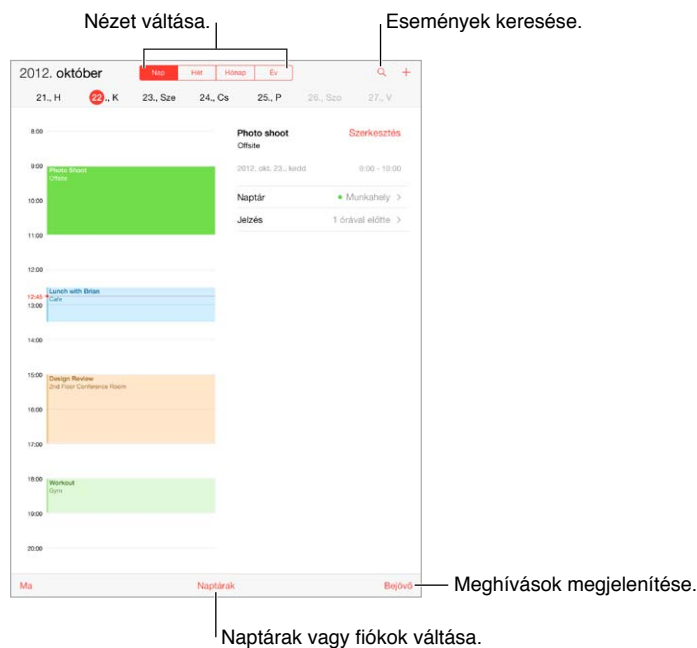 Nézet váltása.
Események keresése.
2012. október
Nap Hét Hónap Év
21., H 22., K 23., Sze 24., Cs 25., P 26., Szo 27., V
8:00
Photo shoot Szerkesztés
Offsite
9:00
Photo Shoot
Offsite
2012. okt. 23., kedd 9:00 - 10:00
10:00
Naptár Munkahely
Jelzés 1 órával előtte
11:00
12:00
Lunch with Brian
12:45
Cafe
13:00
14:00
15:00
Design Review
2nd Floor Conference Room
16:00
17:00
18:00
Workout
Gym
19:00
20:00
Ma Naptárak Bejövő
Meghívások megjelenítése.
Naptárak vagy fiókok váltása.